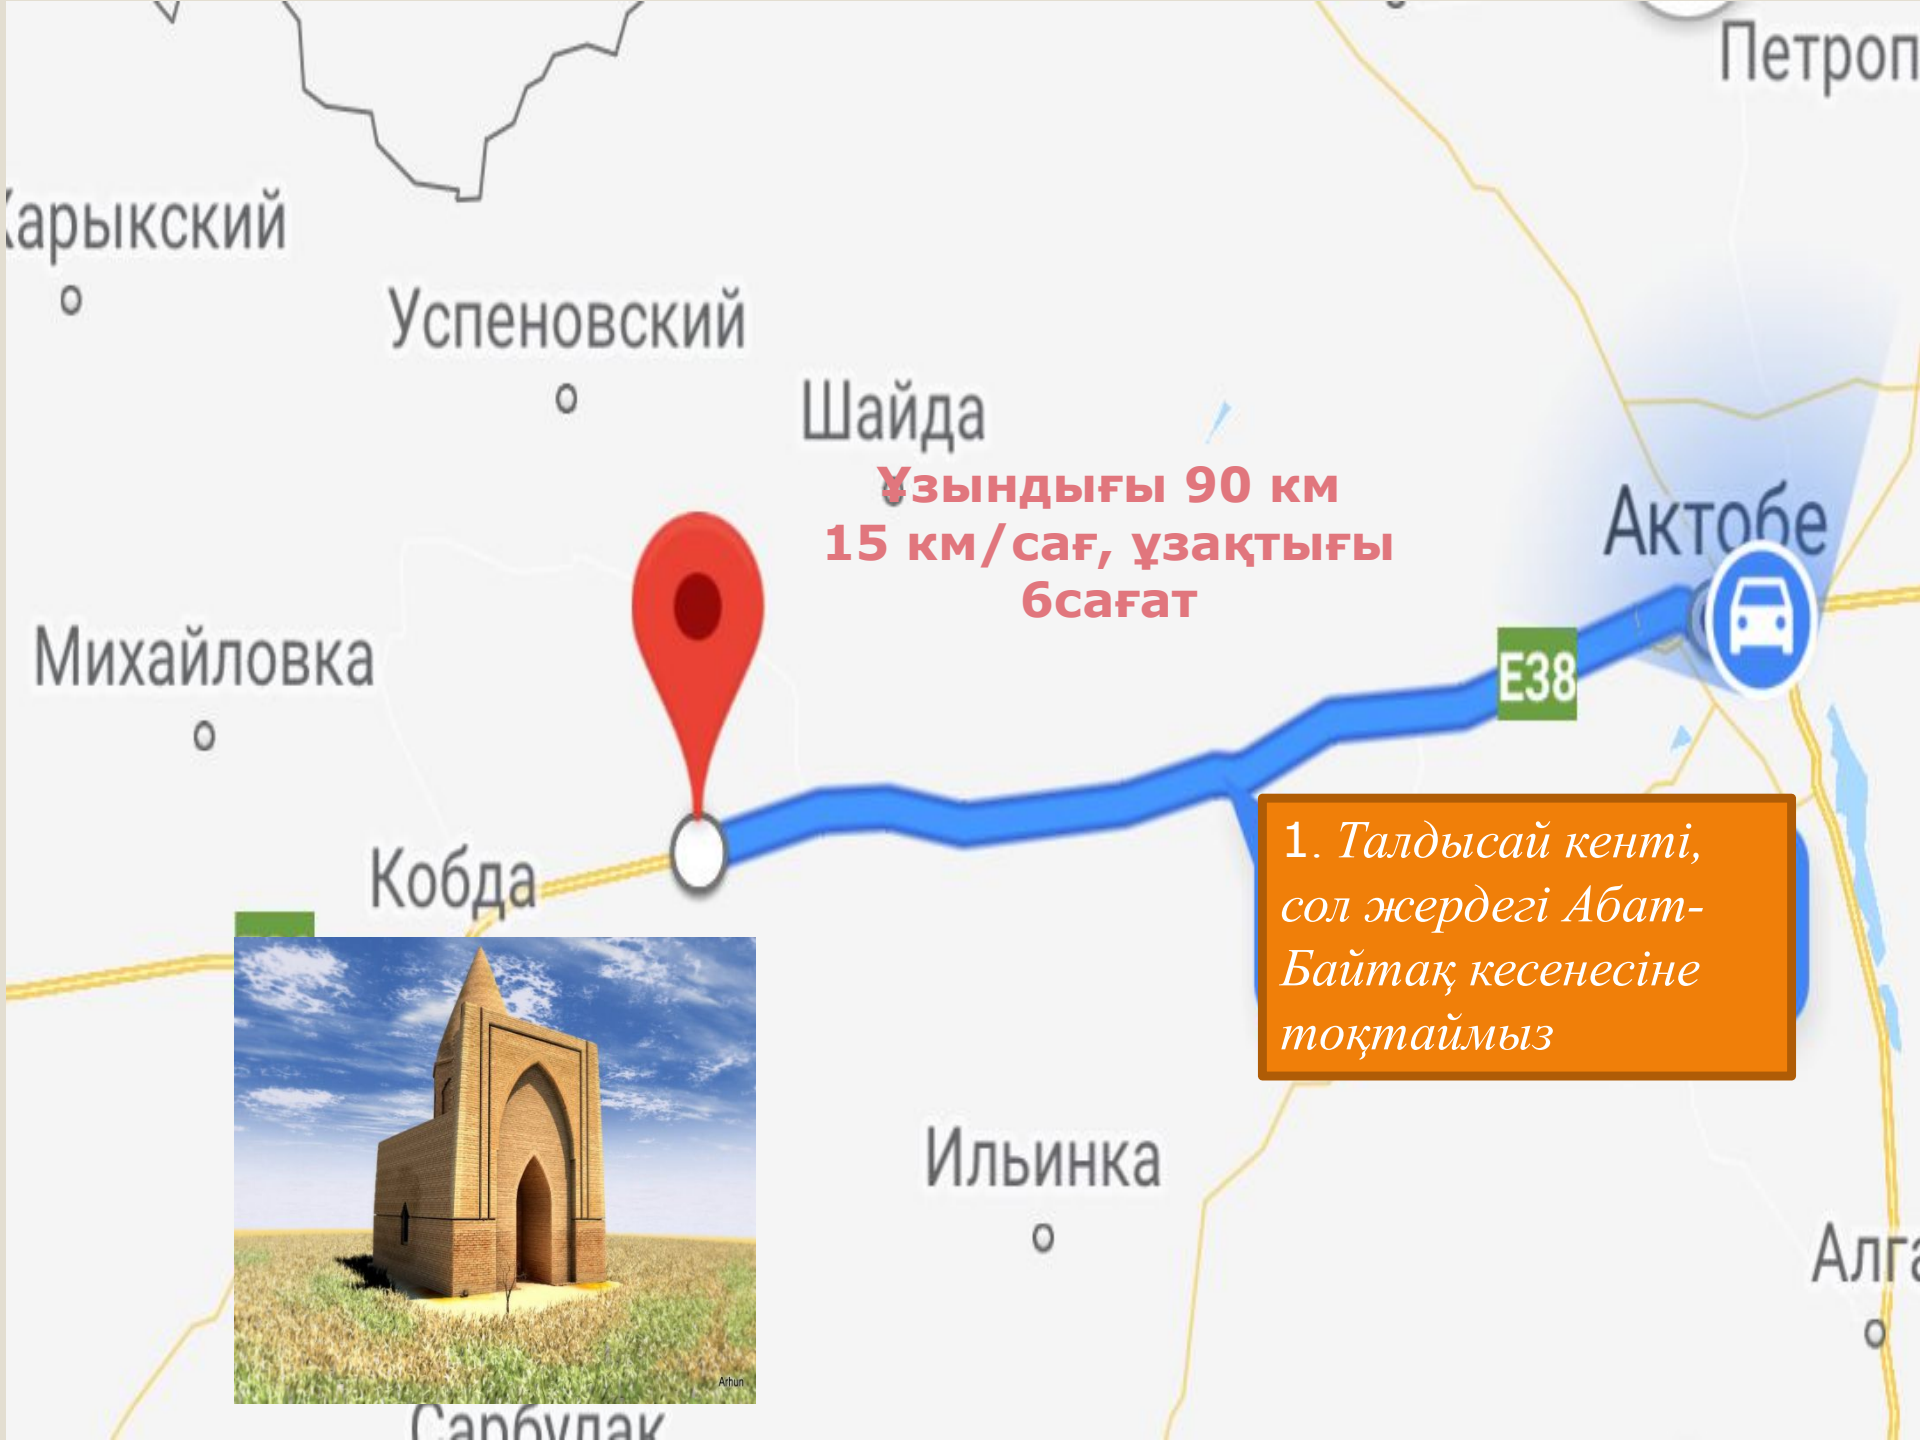 Петроп
Карыкский
Успеновский
Шайда
Ұзындығы 90 км
15 км/сағ, ұзақтығы
6сағат
Актобе
Михайловка
E38
1. Талдысай кенті,
сол жердегі Абат-
Байтақ кесенесіне
тоқтаймыз
Кобда
Ильинка
Алга
Arhun
Сарбулак